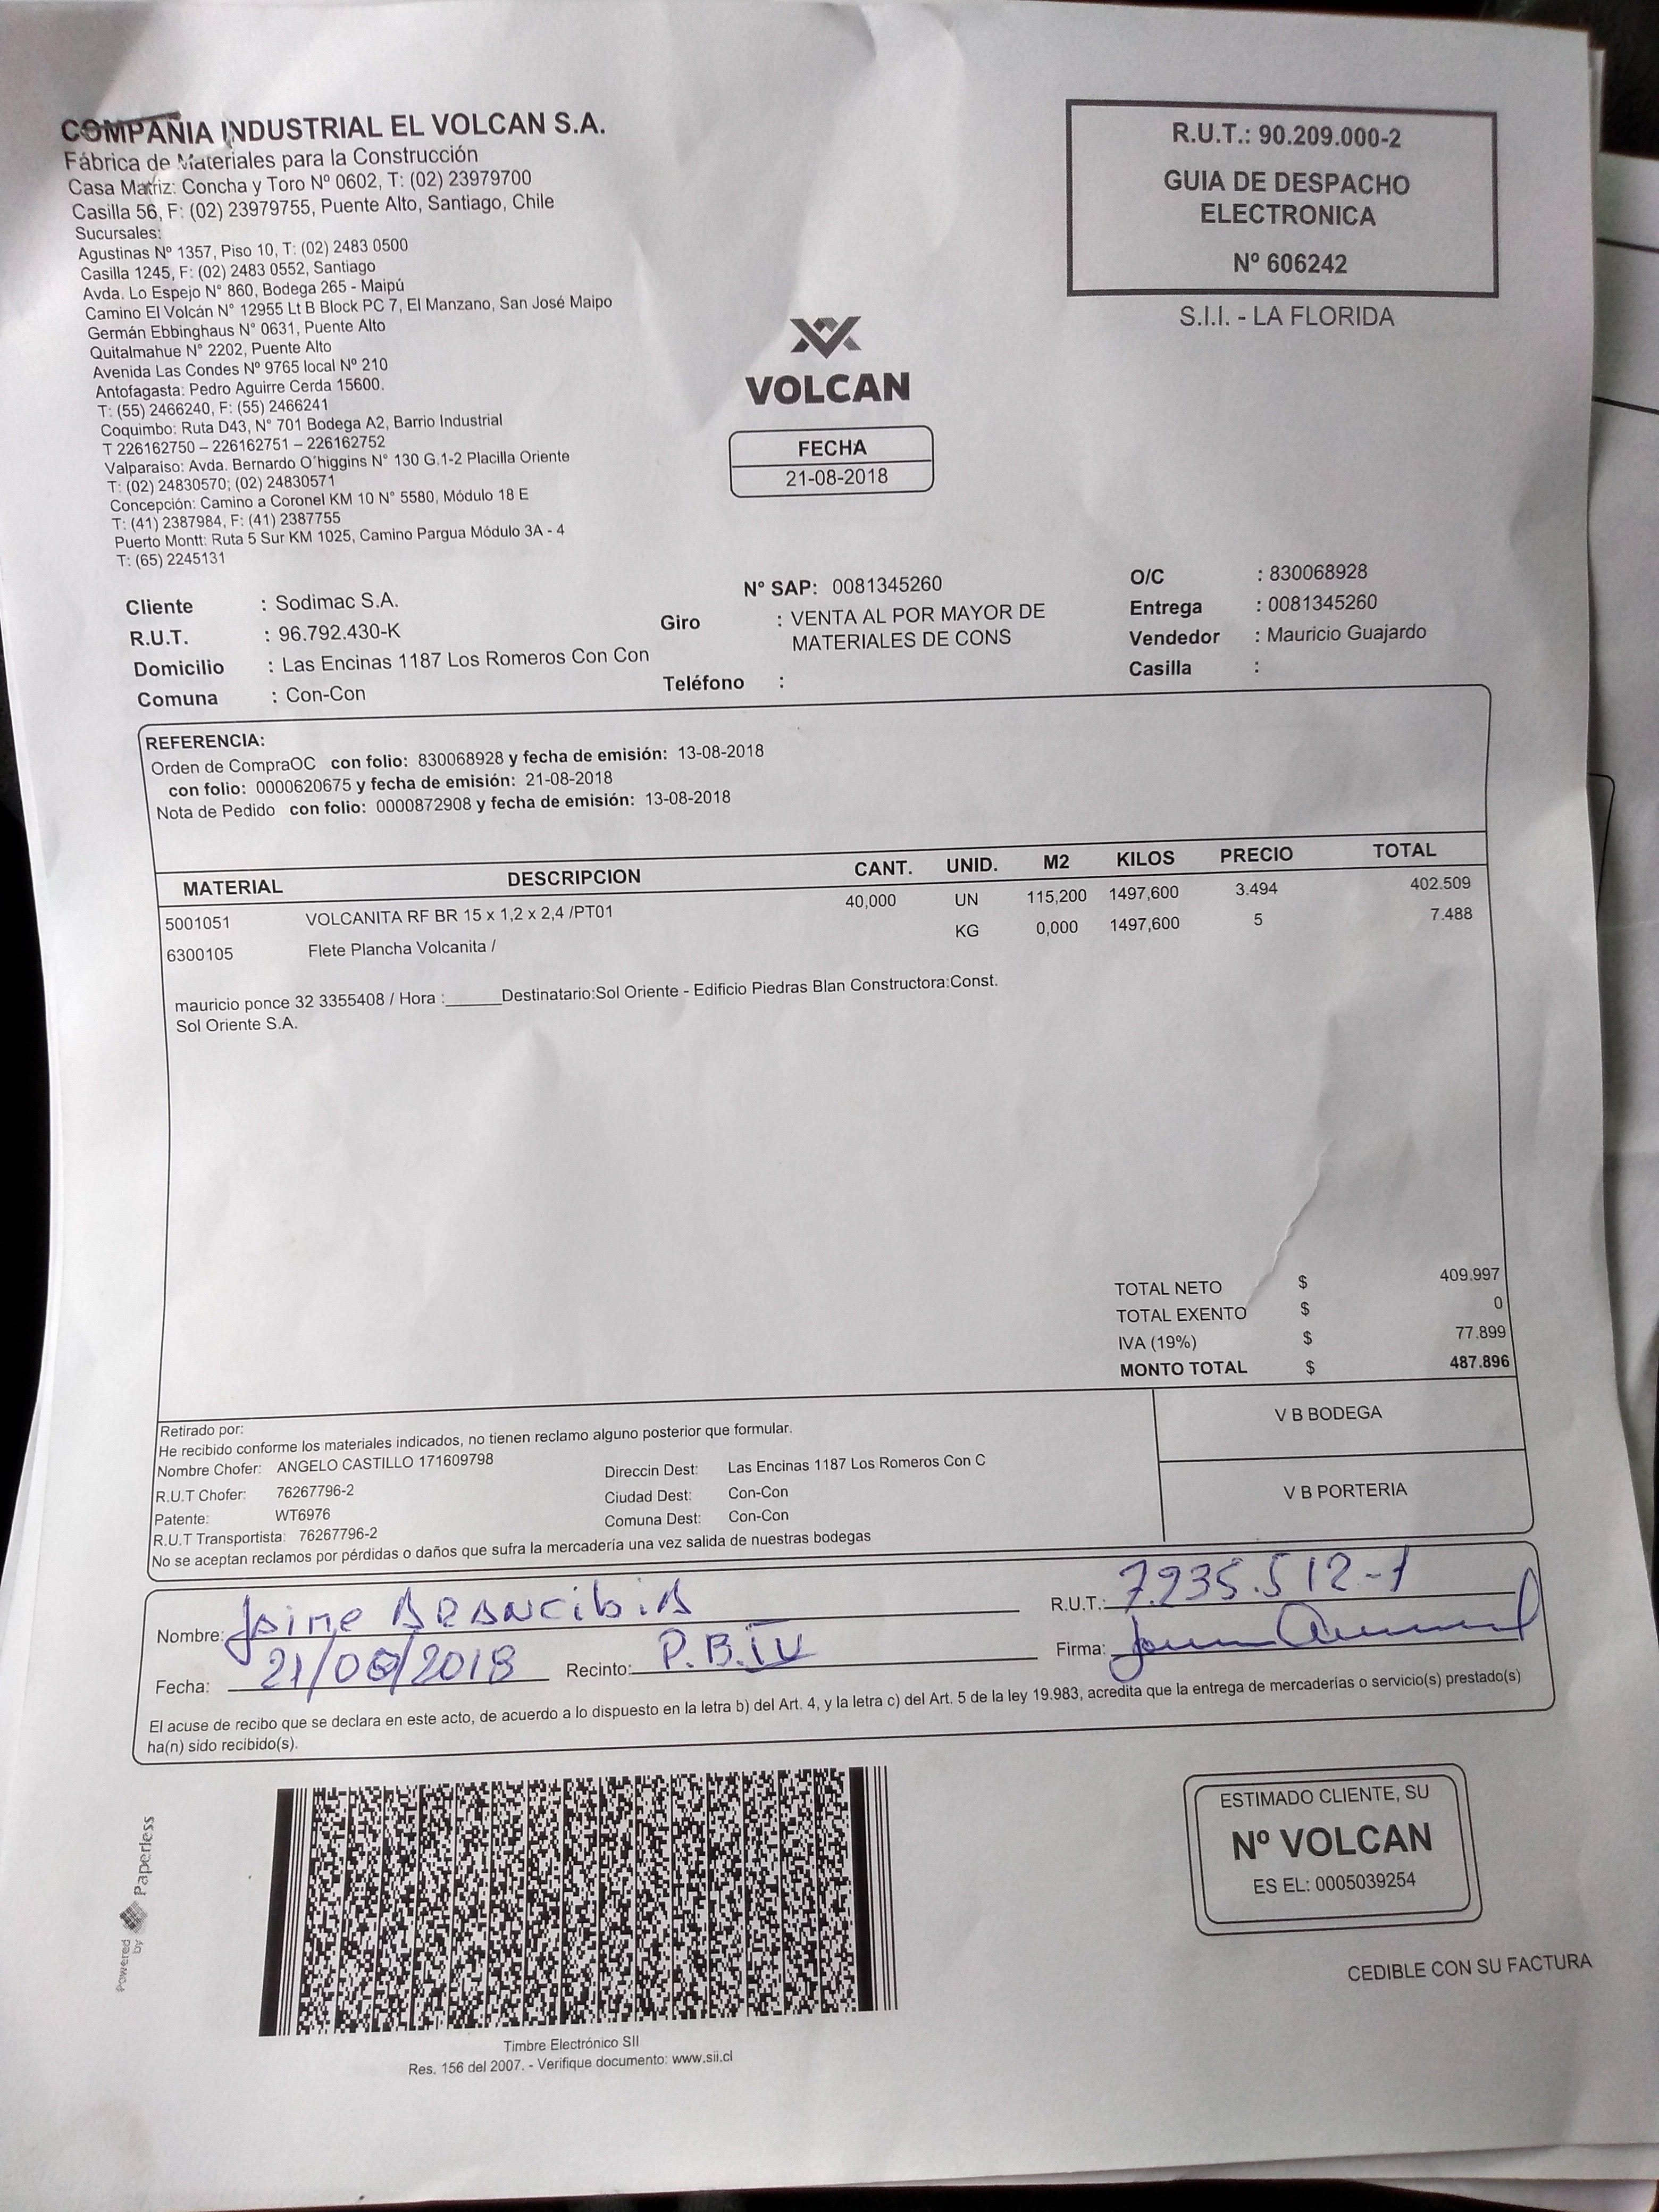 COMPAÑIA INDUSTRIAL EL VOLCAN S.A.
Fábrica de Materiales para la Construcción
Casa Matriz: Concha y Toro Nº 0602, T: (02) 23979700
Casilla 56, F: (02) 23979755, Puente Alto, Santiago, Chile
Sucursales:
Agustinas Nº 1357, Piso 10, T: (02) 2483 0500
Casilla 1245, F: (02) 2483 0552, Santiago
Avda. Lo Espejo N° 860, Bodega 265 - Maipú
Camino El Volcán N° 12955 Lt B Block PC 7, El Manzano, San José Maipo
Germán Ebbinghaus N° 0631, Puente Alto
Quitalmahue N° 2202, Puente Alto
Avenida Las Condes Nº 9765 local Nº 210
Antofagasta: Pedro Aguirre Cerda 15600.
T: (55) 2466240, F: (55) 2466241
Coquimbo: Ruta D43, N° 701 Bodega A2, Barrio Industrial
T 226162750 – 226162751 – 226162752
Valparaiso: Avda. Bernardo O´higgins N° 130 G.1-2 Placilla Oriente
T: (02) 24830570; (02) 24830571
Concepción: Camino a Coronel KM 10 N° 5580, Módulo 18 E
T: (41) 2387984, F: (41) 2387755
Puerto Montt: Ruta 5 Sur KM 1025, Camino Pargua Módulo 3A - 4
T: (65) 2245131
R.U.T.: 90.209.000-2
GUIA DE DESPACHO
ELECTRONICA
Nº 606242
S.I.I. - LA FLORIDA
VOLCAN
FECHA
21-08-2018
Cliente : Sodimac S.A.
R.U.T. : 96.792.430-K
Domicilio : Las Encinas 1187 Los Romeros Con Con
Comuna : Con-Con
N° SAP: 0081345260
Giro : VENTA AL POR MAYOR DE
MATERIALES DE CONS
Teléfono :
O/C : 830068928
Entrega : 0081345260
Vendedor : Mauricio Guajardo
Casilla :
REFERENCIA:
Orden de CompraOC con folio: 830068928 y fecha de emisión: 13-08-2018
con folio: 0000620675 y fecha de emisión: 21-08-2018
Nota de Pedido con folio: 0000872908 y fecha de emisión: 13-08-2018
MATERIAL DESCRIPCION CANT. UNID. M2 KILOS PRECIO TOTAL
5001051 VOLCANITA RF BR 15 x 1,2 x 2,4 /PT01 40,000 UN 115,200 1497,600 3.494 402.509
6300105 Flete Plancha Volcanita / KG 0,000 1497,600 5 7.488
mauricio ponce 32 3355408 / Hora :______Destinatario:Sol Oriente - Edificio Piedras Blan Constructora:Const.
Sol Oriente S.A.
TOTAL NETO $ 409.997
TOTAL EXENTO $ 0
IVA (19%) $ 77.899
MONTO TOTAL $ 487.896
Retirado por:
He recibido conforme los materiales indicados, no tienen reclamo alguno posterior que formular.
Nombre Chofer: ANGELO CASTILLO 171609798 Direccin Dest: Las Encinas 1187 Los Romeros Con C
R.U.T Chofer: 76267796-2 Ciudad Dest: Con-Con
Patente: WT6976 Comuna Dest: Con-Con
R.U.T Transportista: 76267796-2
No se aceptan reclamos por pérdidas o daños que sufra la mercadería una vez salida de nuestras bodegas
V B BODEGA
V B PORTERIA
Nombre: Jaime ARANCibiA R.U.T.: 7.235.512-1
Fecha: 21/08/2018 Recinto: P.B.IV Firma:
El acuse de recibo que se declara en este acto, de acuerdo a lo dispuesto en la letra b) del Art. 4, y la letra c) del Art. 5 de la ley 19.983, acredita que la entrega de mercaderías o servicio(s) prestado(s)
ha(n) sido recibido(s).
Powered by Paperless
Timbre Electrónico SII
Res. 156 del 2007. - Verifique documento: www.sii.cl
ESTIMADO CLIENTE, SU
Nº VOLCAN
ES EL: 0005039254
CEDIBLE CON SU FACTURA